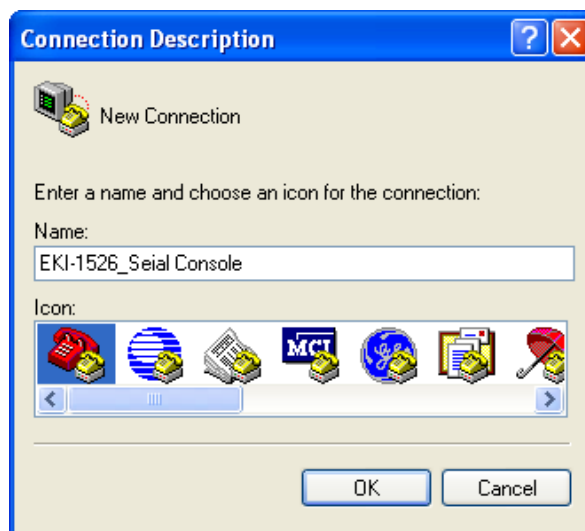 Connection Description
New Connection
Enter a name and choose an icon for the connection:
Name:
EKI-1526_Seial Console
Icon:
MCI
OK Cancel